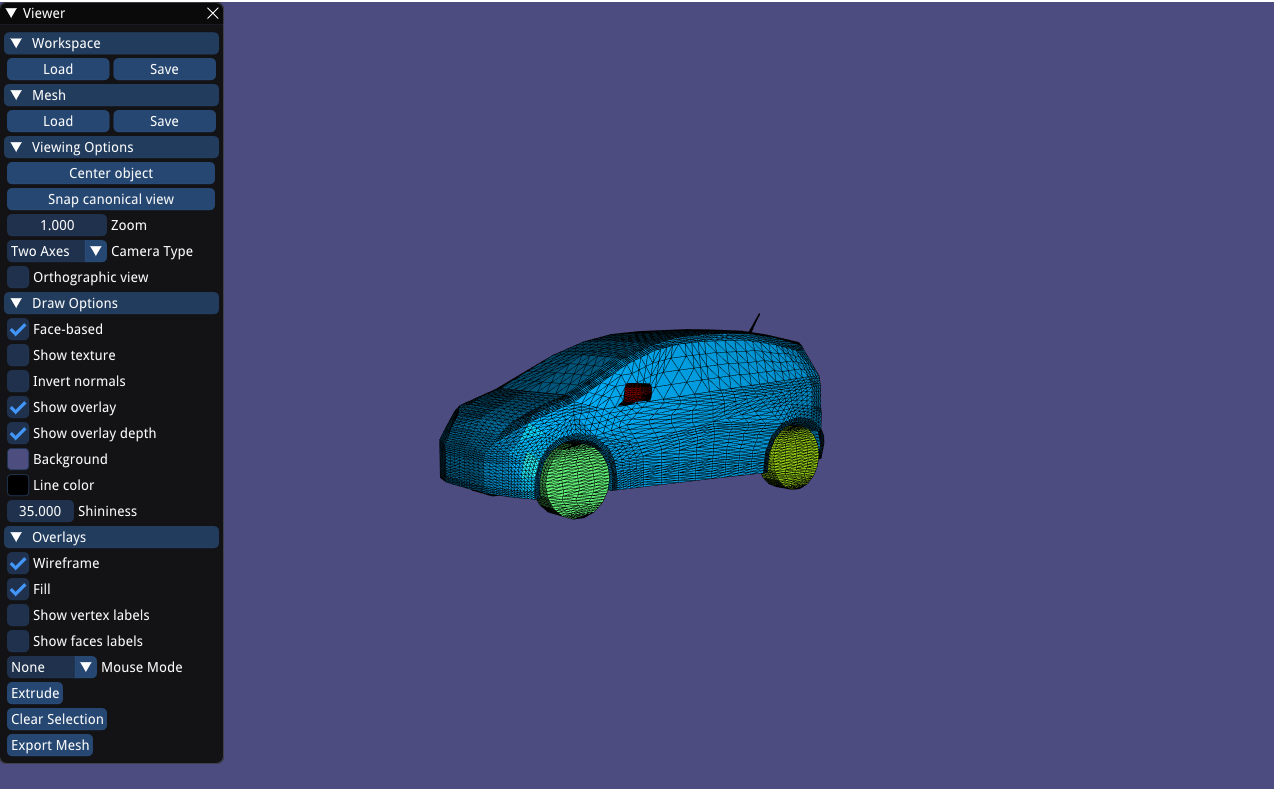 Viewer
Workspace
Load Save
Mesh
Load Save
Viewing Options
Center object
Snap canonical view
1.000 Zoom
Two Axes Camera Type
Orthographic view
Draw Options
Face-based
Show texture
Invert normals
Show overlay
Show overlay depth
Background
Line color
35.000 Shininess
Overlays
Wireframe
Fill
Show vertex labels
Show faces labels
None Mouse Mode
Extrude
Clear Selection
Export Mesh